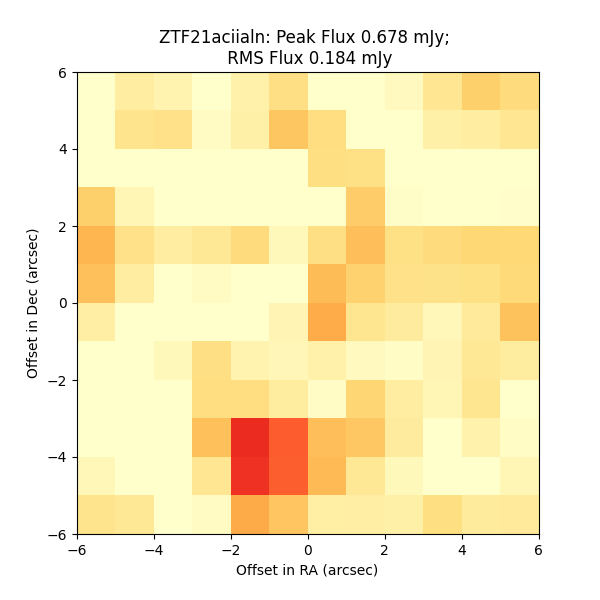 ZTF21aciialn: Peak Flux 0.678 mJy;
RMS Flux 0.184 mJy
6
4
2
0
−2
−4
−6
Offset in Dec (arcsec)
−6 −4 −2 0 2 4 6
Offset in RA (arcsec)